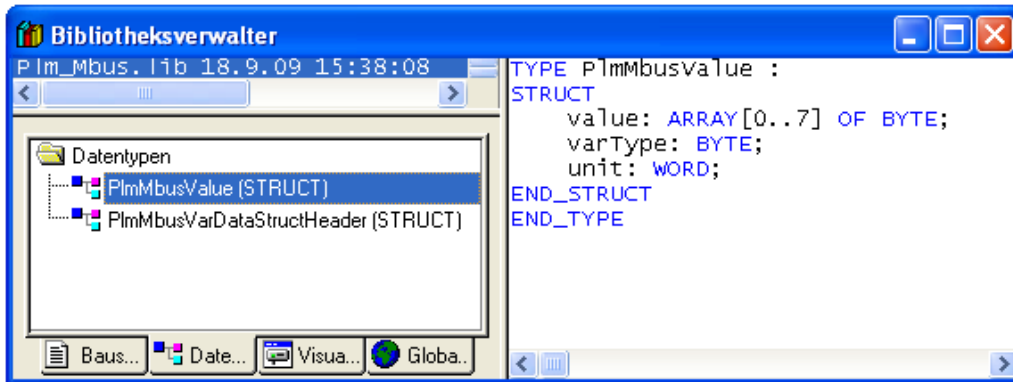 Bibliotheksverwalter
Plm_Mbus.lib 18.9.09 15:38:08
Datentypen
PlmMbusValue (STRUCT)
PlmMbusVarDataStructHeader (STRUCT)
Baus...
Date...
Visua...
Globa..
TYPE PlmMbusValue :
STRUCT
    value: ARRAY[0..7] OF BYTE;
    varType: BYTE;
    unit: WORD;
END_STRUCT
END_TYPE